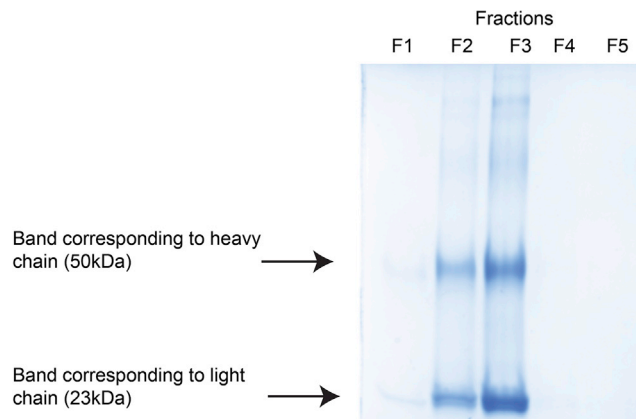 Fractions
F1 F2 F3 F4 F5
Band corresponding to heavy
chain (50kDa)
Band corresponding to light
chain (23kDa)